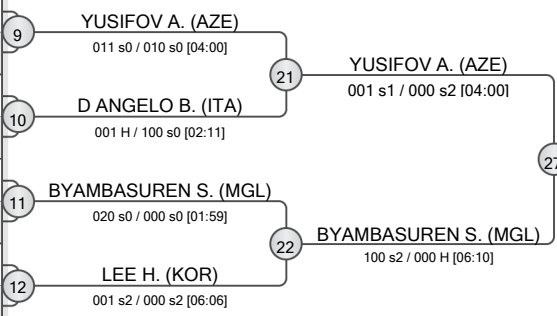 9
YUSIFOV A. (AZE)
011 s0 / 010 s0 [04:00]
21
YUSIFOV A. (AZE)
001 s1 / 000 s2 [04:00]
10
D ANGELO B. (ITA)
001 H / 100 s0 [02:11]
27
11
BYAMBASUREN S. (MGL)
020 s0 / 000 s0 [01:59]
22
BYAMBASUREN S. (MGL)
100 s2 / 000 H [06:10]
12
LEE H. (KOR)
001 s2 / 000 s2 [06:06]